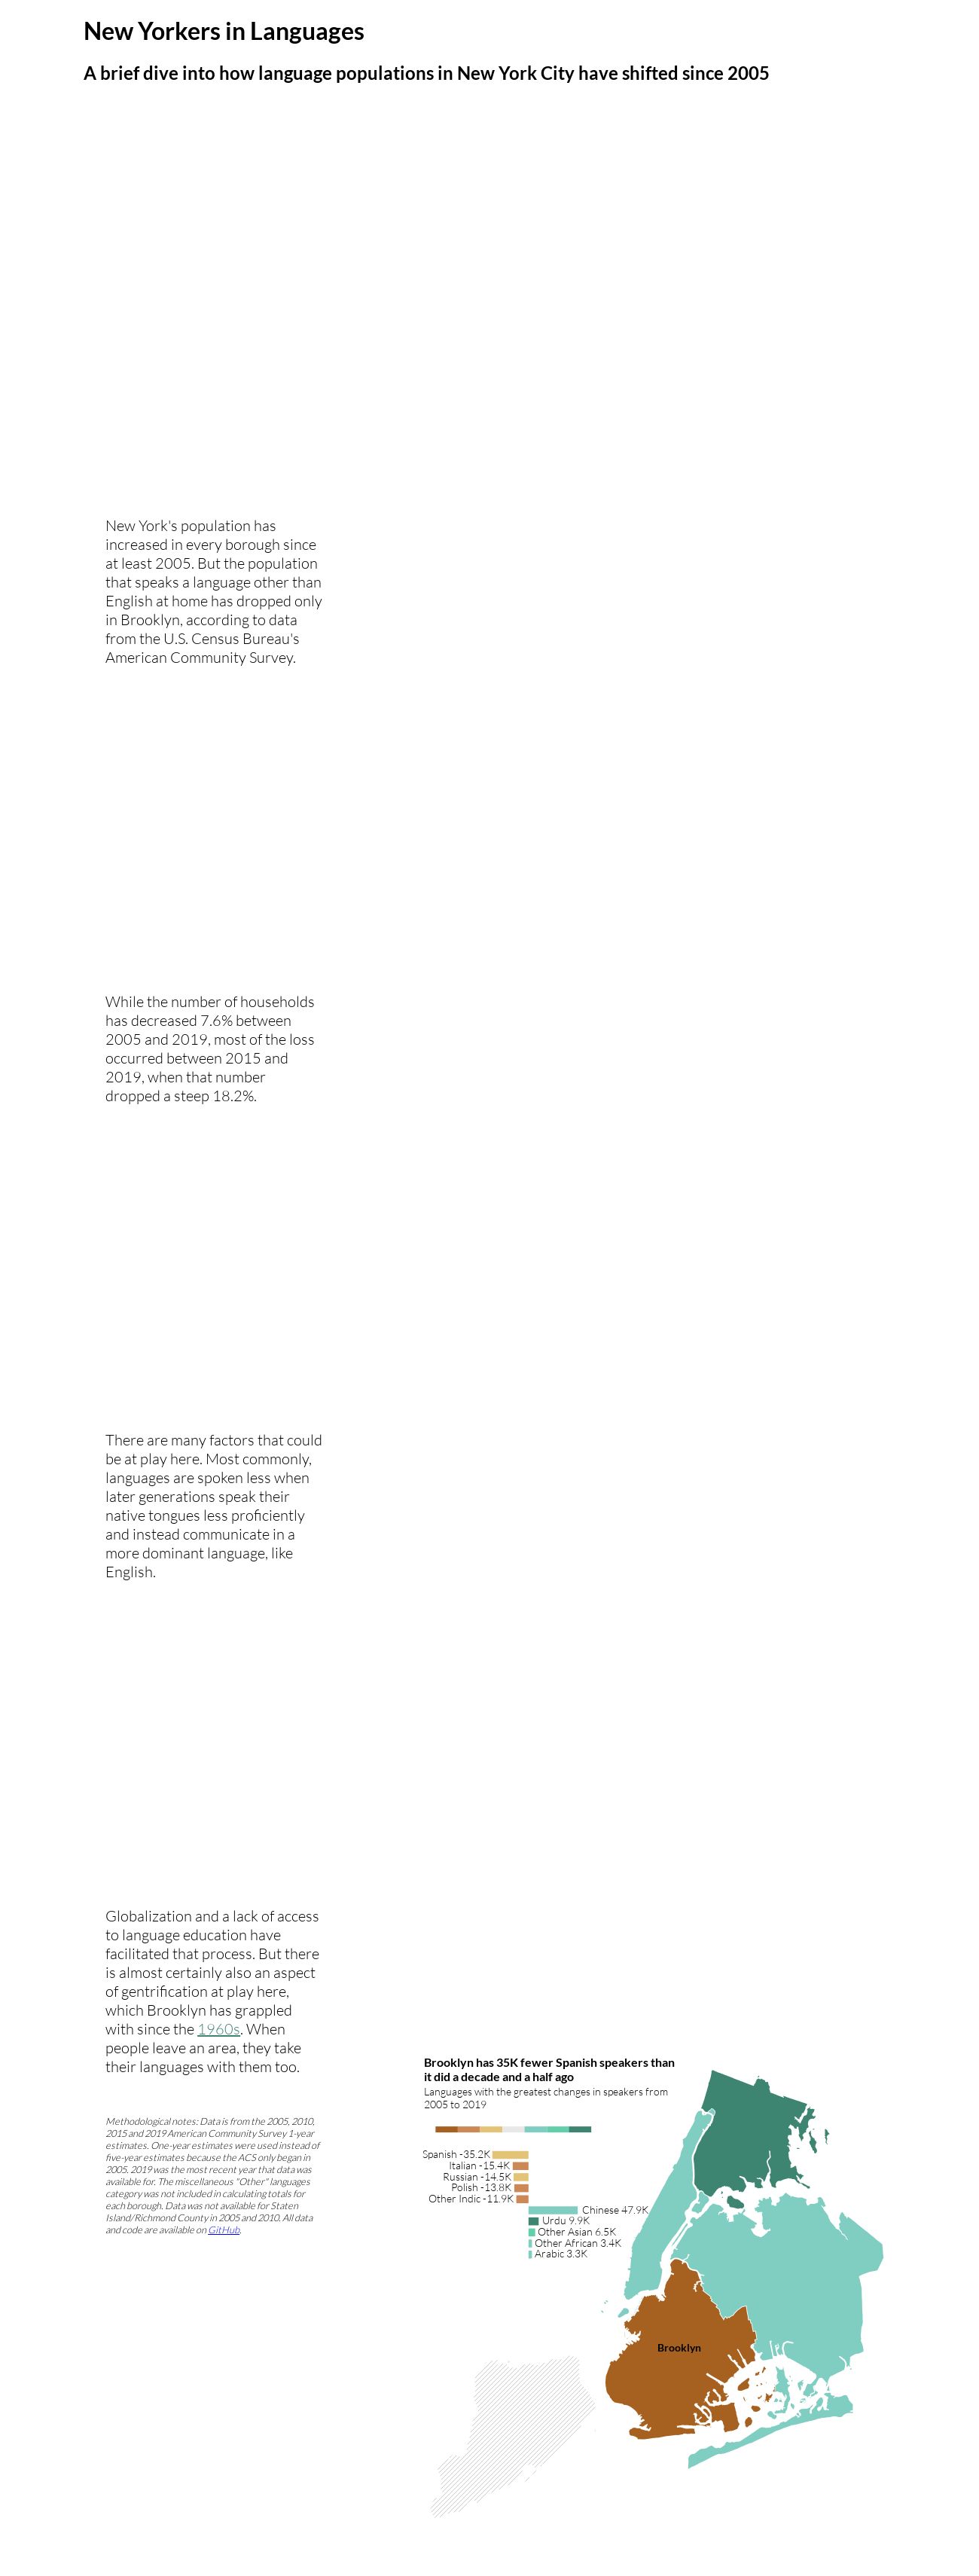 New Yorkers in Languages
A brief dive into how language populations in New York City have shifted since 2005
New York's population has
increased in every borough since
at least 2005. But the population
that speaks a language other than
English at home has dropped only
in Brooklyn, according to data
from the U.S. Census Bureau's
American Community Survey.
While the number of households
has decreased 7.6% between
2005 and 2019, most of the loss
occurred between 2015 and
2019, when that number
dropped a steep 18.2%.
There are many factors that could
be at play here. Most commonly,
languages are spoken less when
later generations speak their
native tongues less proficiently
and instead communicate in a
more dominant language, like
English.
Globalization and a lack of access
to language education have
facilitated that process. But there
is almost certainly also an aspect
of gentrification at play here,
which Brooklyn has grappled
with since the 1960s. When
people leave an area, they take
their languages with them too.
Methodological notes: Data is from the 2005, 2010,
2015 and 2019 American Community Survey 1-year
estimates. One-year estimates were used instead of
five-year estimates because the ACS only began in
2005. 2019 was the most recent year that data was
available for. The miscellaneous "Other" languages
category was not included in calculating totals for
each borough. Data was not available for Staten
Island/Richmond County in 2005 and 2010. All data
and code are available on GitHub.
Brooklyn has 35K fewer Spanish speakers than
it did a decade and a half ago
Languages with the greatest changes in speakers from
2005 to 2019
Spanish -35.2K
Italian -15.4K
Russian -14.5K
Polish -13.8K
Other Indic -11.9K
Chinese 47.9K
Urdu 9.9K
Other Asian 6.5K
Other African 3.4K
Arabic 3.3K
Brooklyn